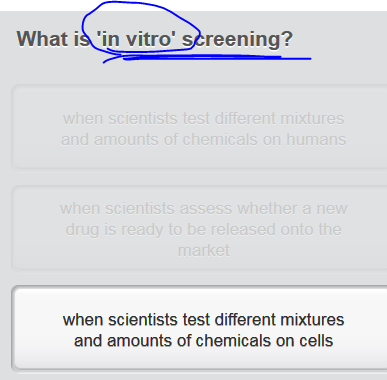 What is 'in vitro' screening?
when scientists test different mixtures
and amounts of chemicals on humans
when scientists assess whether a new
drug is ready to be released onto the
market
when scientists test different mixtures
and amounts of chemicals on cells